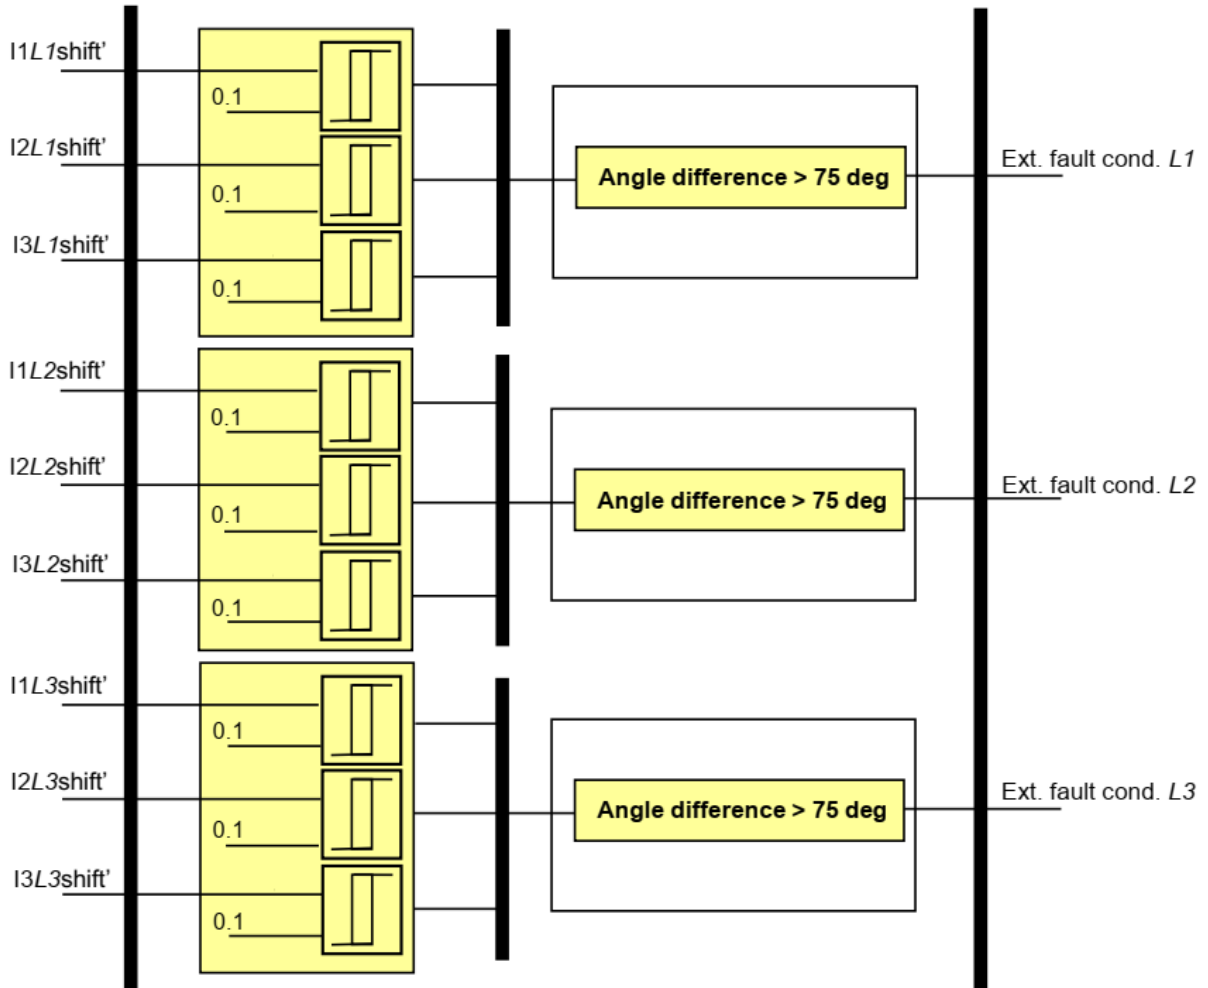 I1L1shift’
0.1
I2L1shift’
0.1
I3L1shift’
0.1
Angle difference > 75 deg
Ext. fault cond. L1
I1L2shift’
0.1
I2L2shift’
0.1
I3L2shift’
0.1
Angle difference > 75 deg
Ext. fault cond. L2
I1L3shift’
0.1
I2L3shift’
0.1
I3L3shift’
0.1
Angle difference > 75 deg
Ext. fault cond. L3